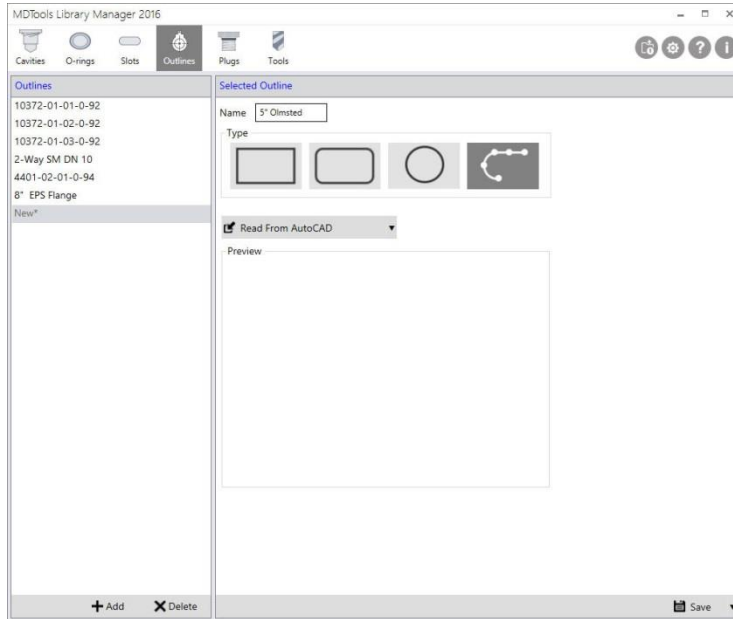 MDTools Library Manager 2016
Cavities O-rings Slots Outlines Plugs Tools
Outlines
10372-01-01-0-92
10372-01-02-0-92
10372-01-03-0-92
2-Way SM DN 10
4401-02-01-0-94
8" EPS Flange
New*
Add Delete
Selected Outline
Name 5" Olmsted
Type
Read From AutoCAD
Preview
Save